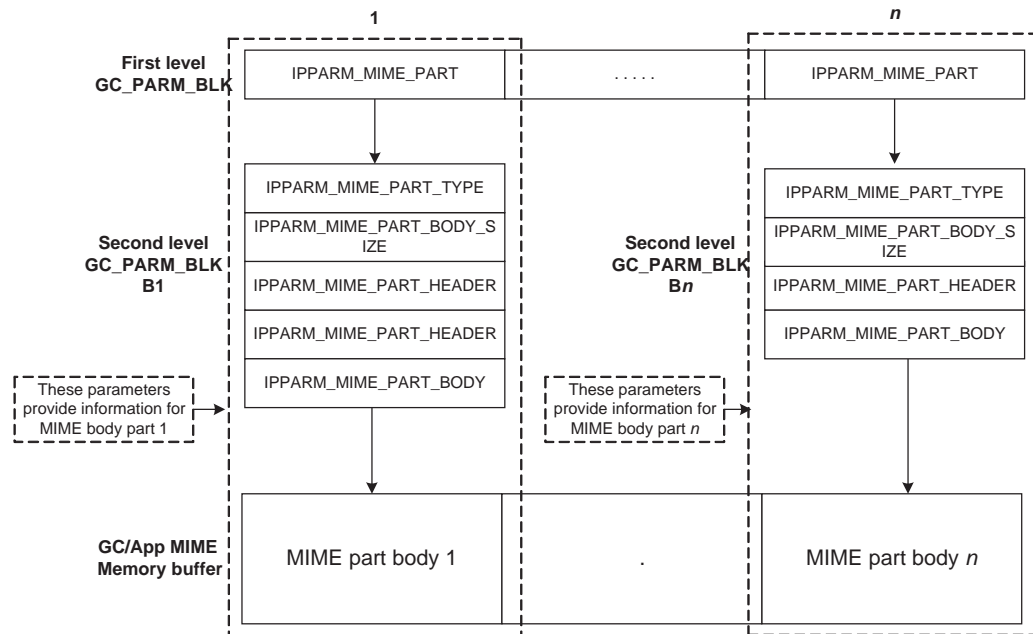 1
n
First level
GC_PARM_BLK
IPPARM_MIME_PART
. . . . .
IPPARM_MIME_PART
Second level
GC_PARM_BLK
B1
IPPARM_MIME_PART_TYPE
IPPARM_MIME_PART_BODY_S
IZE
IPPARM_MIME_PART_HEADER
IPPARM_MIME_PART_HEADER
IPPARM_MIME_PART_BODY
Second level
GC_PARM_BLK
Bn
IPPARM_MIME_PART_TYPE
IPPARM_MIME_PART_BODY_S
IZE
IPPARM_MIME_PART_HEADER
IPPARM_MIME_PART_BODY
These parameters
provide information for
MIME body part 1
These parameters
provide information for
MIME body part n
GC/App MIME
Memory buffer
MIME part body 1
.
MIME part body n